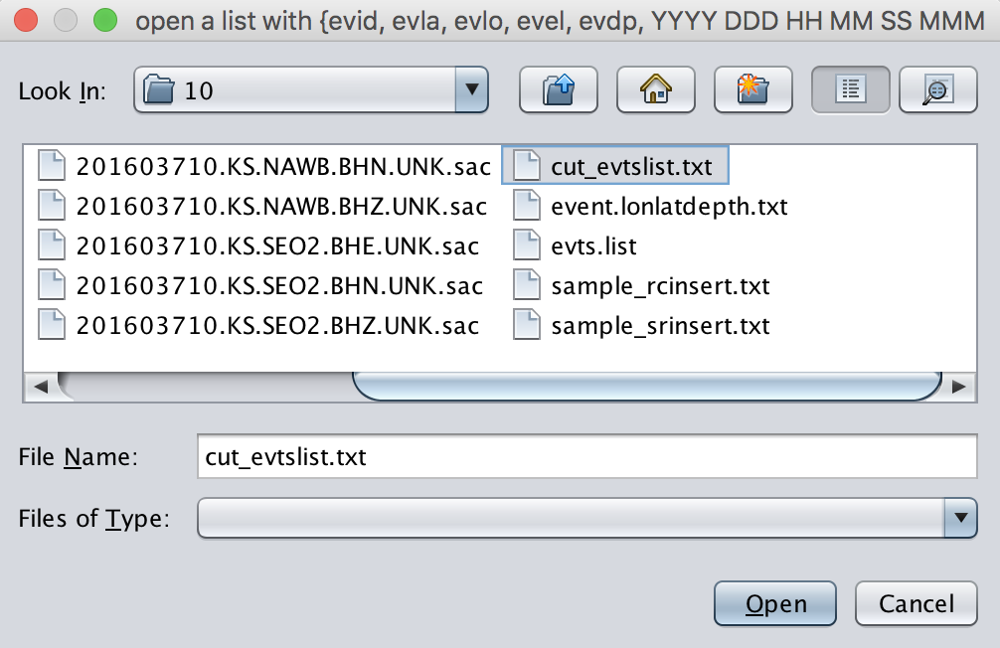 open a list with {evid, evla, evlo, evel, evdp, YYYY DDD HH MM SS MMM
Look In:
10
201603710.KS.NAWB.BHN.UNK.sac
201603710.KS.NAWB.BHZ.UNK.sac
201603710.KS.SEO2.BHE.UNK.sac
201603710.KS.SEO2.BHN.UNK.sac
201603710.KS.SEO2.BHZ.UNK.sac
cut_evtslist.txt
event.lonlatdepth.txt
evts.list
sample_rcinsert.txt
sample_srinsert.txt
File Name:
cut_evtslist.txt
Files of Type:
Open
Cancel